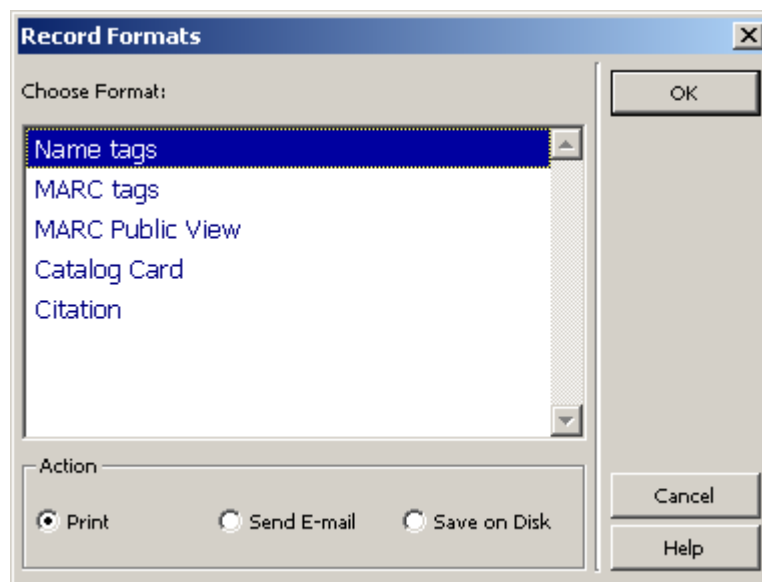 Record Formats
Choose Format:
OK
Name tags
MARC tags
MARC Public View
Catalog Card
Citation
Action
Print Send E-mail Save on Disk
Cancel
Help